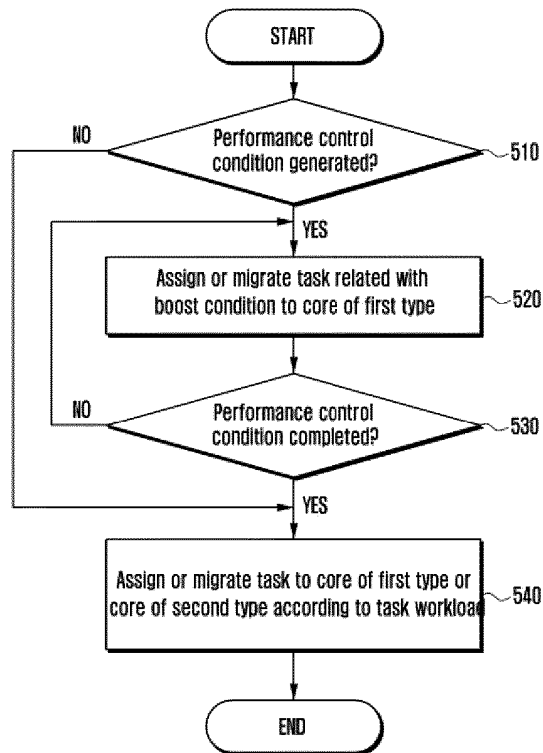 START
NO
Performance control
condition generated?
510
YES
Assign or migrate task related with
boost condition to core of first type
520
NO
Performance control
condition completed?
530
YES
Assign or migrate task to core of first type or
core of second type according to task workload
540
END